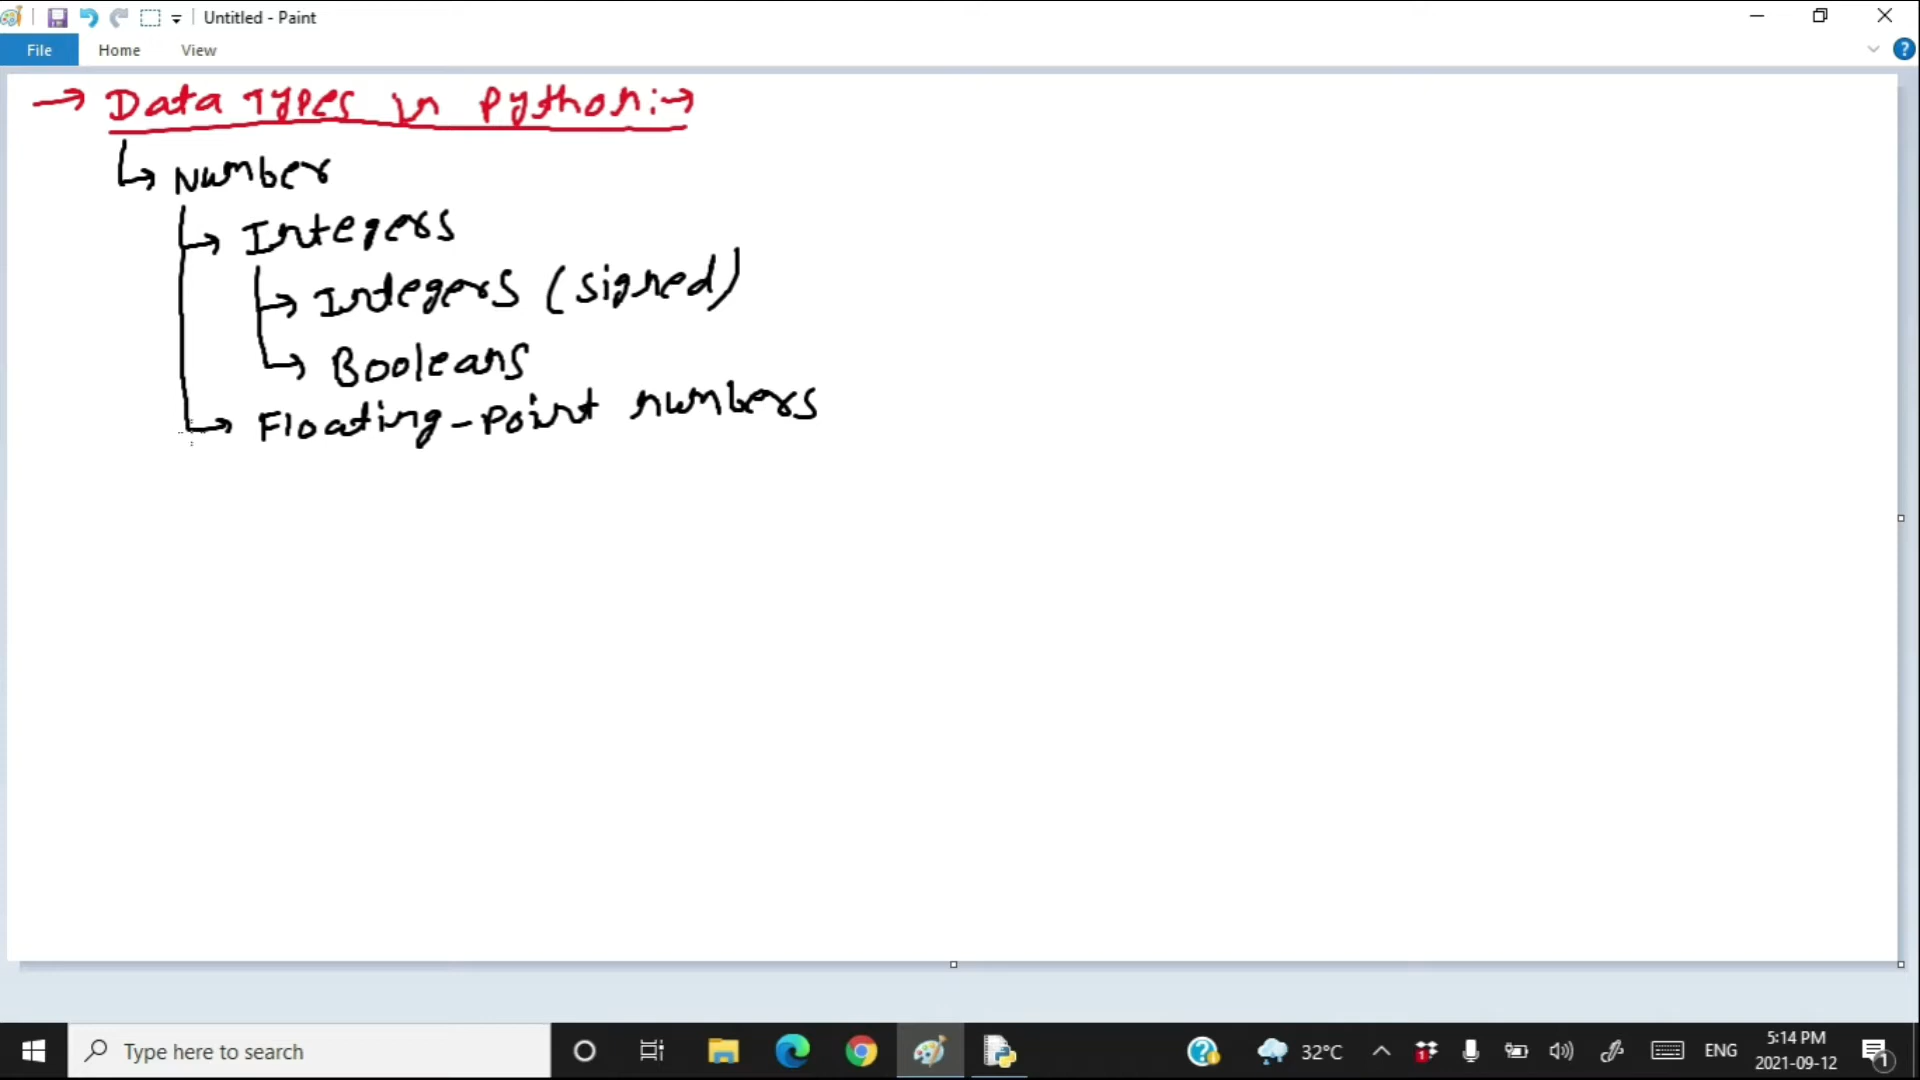 Untitled - Paint
File Home View
→ Data Types in python:→
↳ Number
→ Integers
→ Integers (signed)
→ Booleans
→ Floating-point numbers
Type here to search
32°C
ENG
5:14 PM
2021-09-12
1